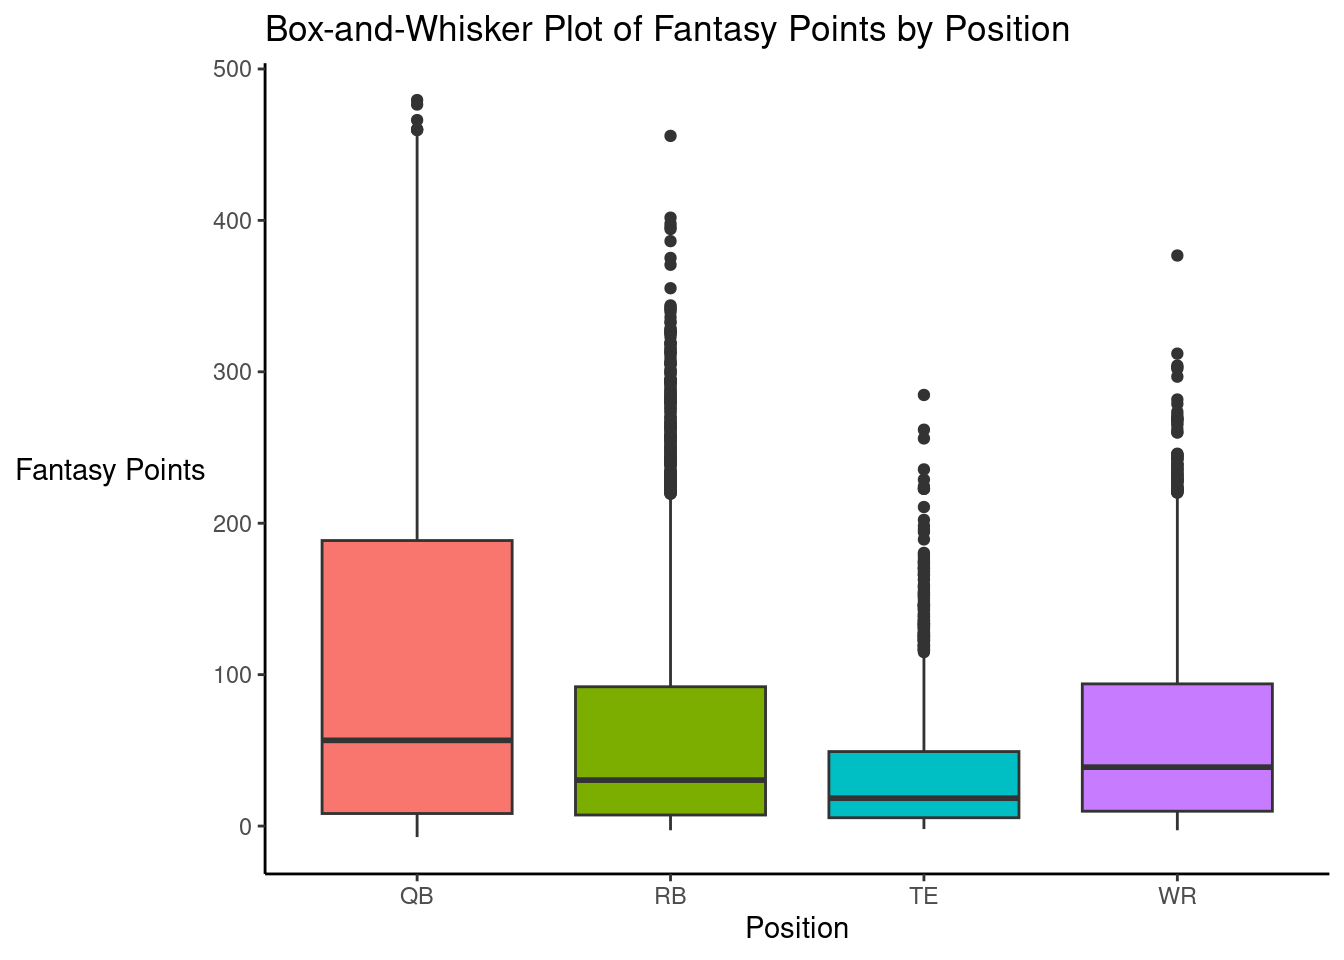 Box-and-Whisker Plot of Fantasy Points by Position
500
400
300
200
100
0
Fantasy Points
QB RB TE WR
Position